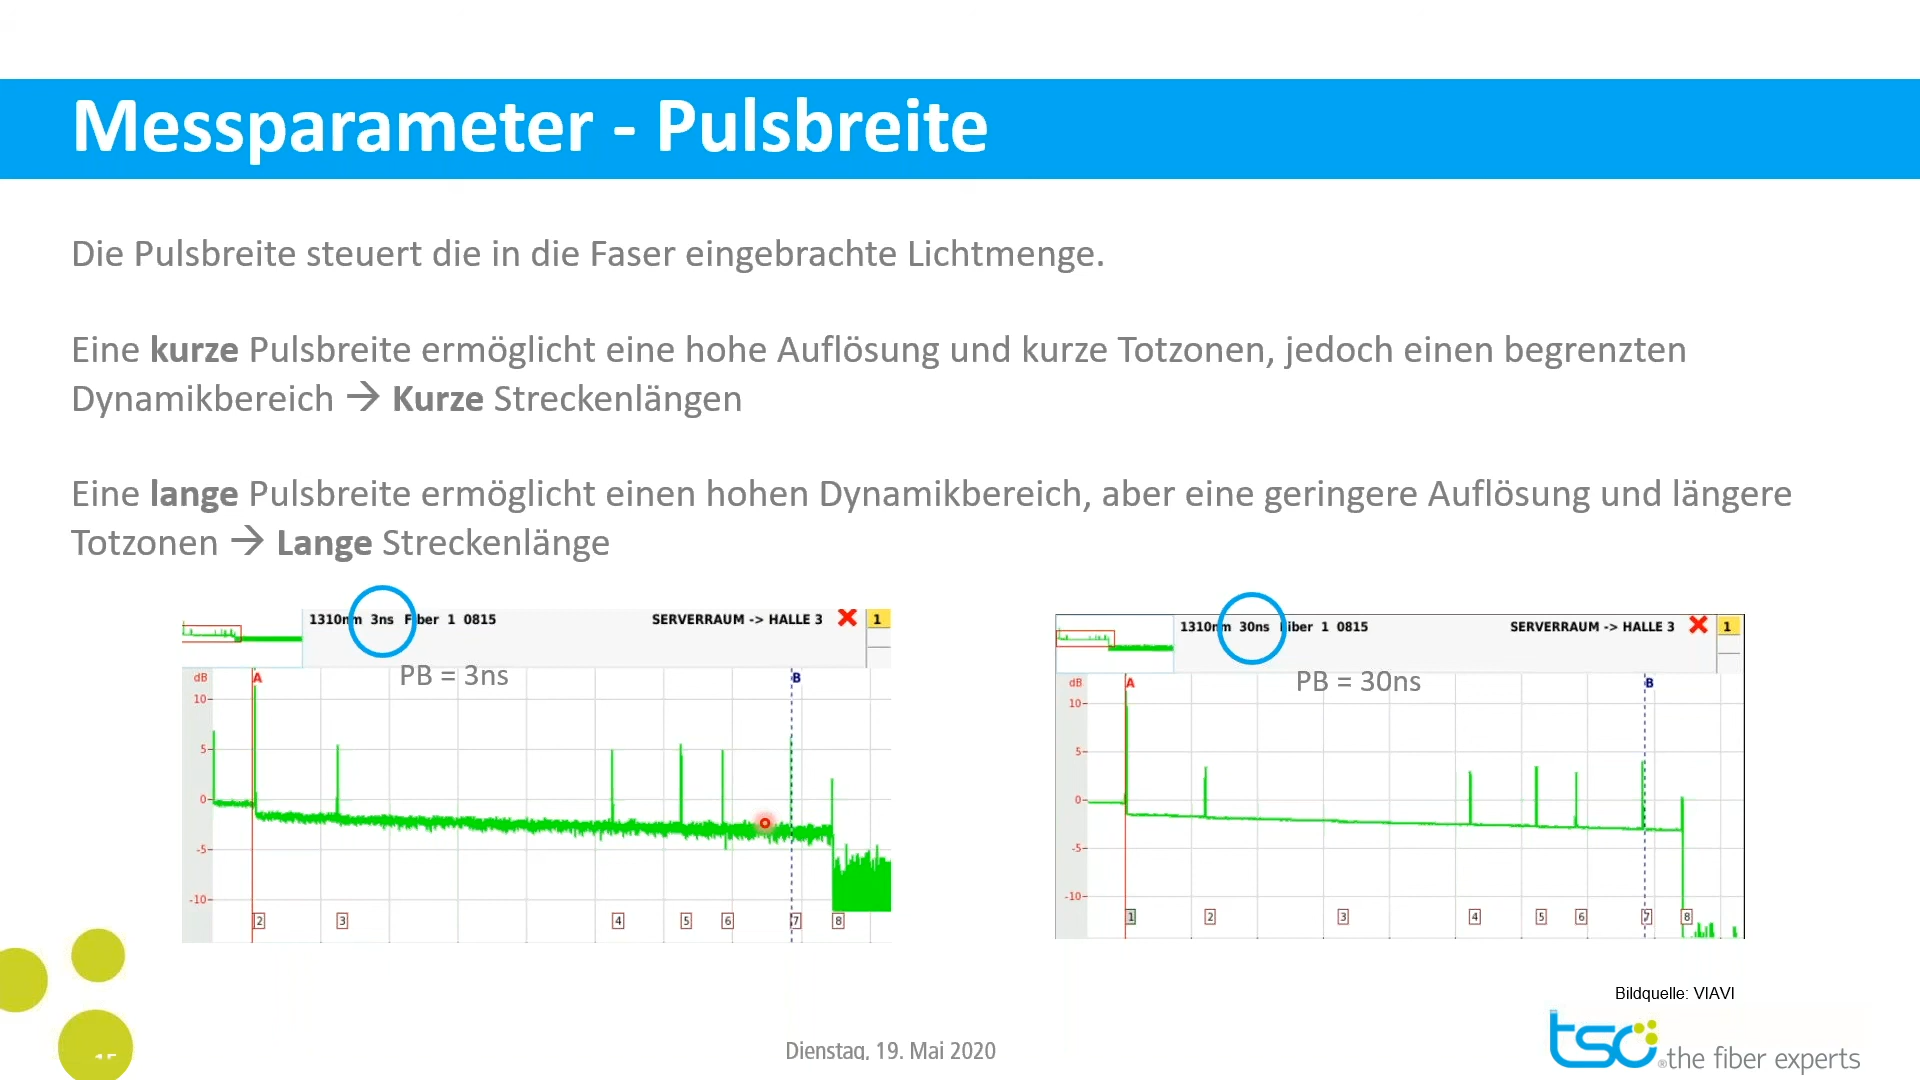 Messparameter - Pulsbreite
Die Pulsbreite steuert die in die Faser eingebrachte Lichtmenge.
Eine kurze Pulsbreite ermöglicht eine hohe Auflösung und kurze Totzonen, jedoch einen begrenzten
Dynamikbereich → Kurze Streckenlängen
Eine lange Pulsbreite ermöglicht einen hohen Dynamikbereich, aber eine geringere Auflösung und längere
Totzonen → Lange Streckenlänge
1310nm 3ns Fiber 1 0815 SERVERRAUM -> HALLE 3 1
PB = 3ns
dB A B
10
5
0
-5
-10
2 3 4 5 6 7 8
1310nm 30ns Fiber 1 0815 SERVERRAUM -> HALLE 3 1
PB = 30ns
dB A B
10
5
0
-5
-10
1 2 3 4 5 6 7 8
Bildquelle: VIAVI
Dienstag, 19. Mai 2020
tso ® the fiber experts